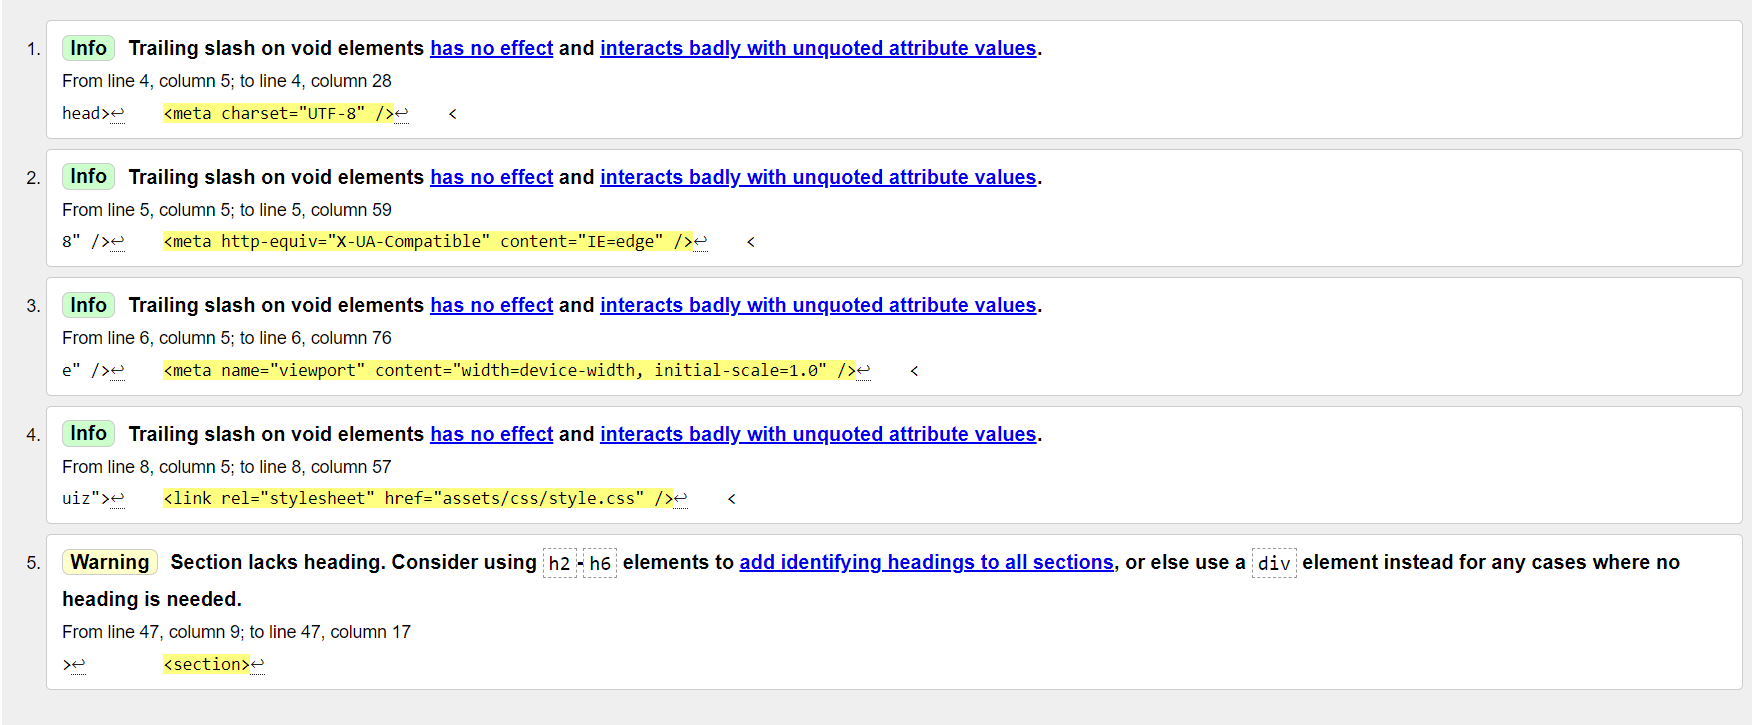 1. Info Trailing slash on void elements has no effect and interacts badly with unquoted attribute values.
From line 4, column 5; to line 4, column 28
head>↩    <meta charset="UTF-8" />↩    <
2. Info Trailing slash on void elements has no effect and interacts badly with unquoted attribute values.
From line 5, column 5; to line 5, column 59
8" />↩    <meta http-equiv="X-UA-Compatible" content="IE=edge" />↩    <
3. Info Trailing slash on void elements has no effect and interacts badly with unquoted attribute values.
From line 6, column 5; to line 6, column 76
e" />↩    <meta name="viewport" content="width=device-width, initial-scale=1.0" />↩    <
4. Info Trailing slash on void elements has no effect and interacts badly with unquoted attribute values.
From line 8, column 5; to line 8, column 57
uiz">↩    <link rel="stylesheet" href="assets/css/style.css" />↩    <
5. Warning Section lacks heading. Consider using h2-h6 elements to add identifying headings to all sections, or else use a div element instead for any cases where no
heading is needed.
From line 47, column 9; to line 47, column 17
>↩        <section>↩